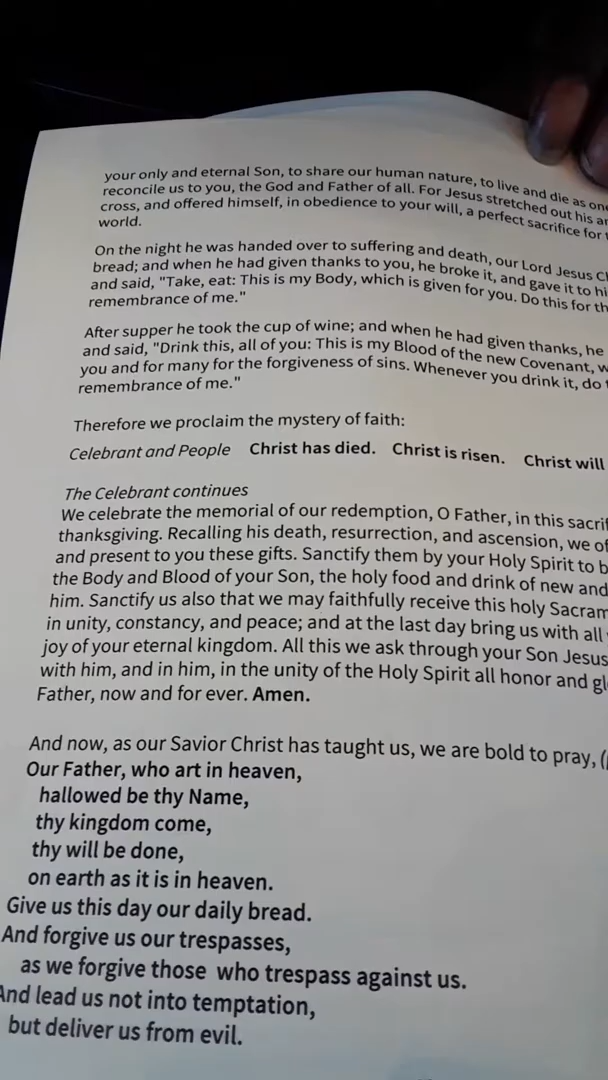 your only and eternal Son, to share our human nature, to live and die as one
reconcile us to you, the God and Father of all. For Jesus stretched out his
cross, and offered himself, in obedience to your will, a perfect sacrifice for
world.
On the night he was handed over to suffering and death, our Lord Jesus
bread; and when he had given thanks to you, he broke it, and gave it to
and said, "Take, eat: This is my Body, which is given for you. Do this for
remembrance of me."
After supper he took the cup of wine; and when he had given thanks, he
and said, "Drink this, all of you: This is my Blood of the new Covenant,
you and for many for the forgiveness of sins. Whenever you drink it, do
remembrance of me."
Therefore we proclaim the mystery of faith:
Celebrant and People Christ has died. Christ is risen. Christ will
The Celebrant continues
We celebrate the memorial of our redemption, O Father, in this
thanksgiving. Recalling his death, resurrection, and ascension, we
and present to you these gifts. Sanctify them by your Holy Spirit to
the Body and Blood of your Son, the holy food and drink of new and
him. Sanctify us also that we may faithfully receive this holy
in unity, constancy, and peace; and at the last day bring us with all
joy of your eternal kingdom. All this we ask through your Son Jesus
with him, and in him, in the unity of the Holy Spirit all honor and
Father, now and for ever. Amen.
And now, as our Savior Christ has taught us, we are bold to pray,
Our Father, who art in heaven,
hallowed be thy Name,
thy kingdom come,
thy will be done,
on earth as it is in heaven.
Give us this day our daily bread.
And forgive us our trespasses,
as we forgive those who trespass against us.
And lead us not into temptation,
but deliver us from evil.